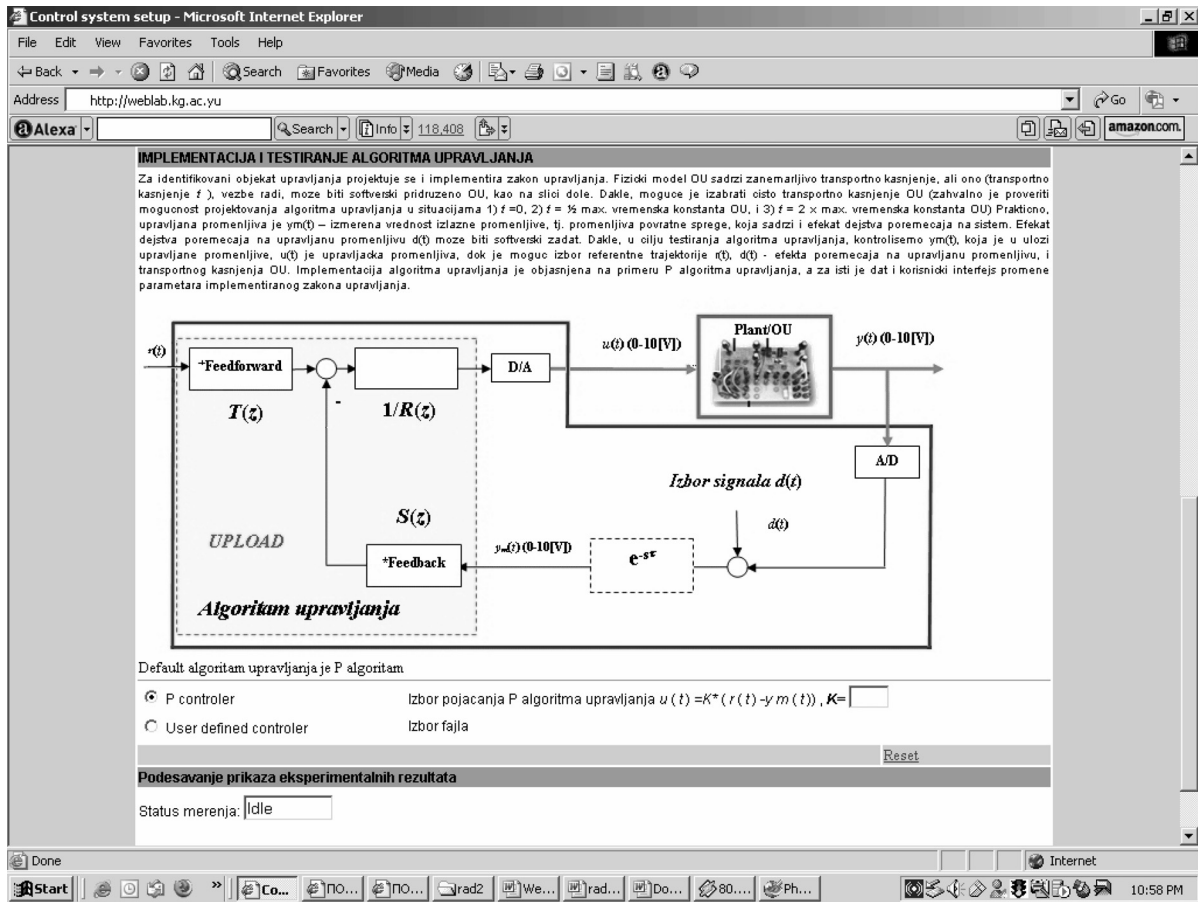 Control system setup - Microsoft Internet Explorer
File Edit View Favorites Tools Help
Back Search Favorites Media
Address http://weblab.kg.ac.yu Go
Alexa Search Info 118,408 amazon.com.
IMPLEMENTACIJA I TESTIRANJE ALGORITMA UPRAVLJANJA
Za identifikovani objekat upravljanja projektuje se i implementira zakon upravljanja. Fizicki model OU sadrzi zanemarljivo transportno kasnjenje, ali ono (transportno
kasnjenje t ), vezbe radi, moze biti softverski pridruzeno OU, kao na slici dole. Dakle, moguce je izabrati cisto transportno kasnjenje OU (zahvalno je proveriti
mogucnost projektovanja algoritma upravljanja u situacijama 1) t =0, 2) t = ½ max. vremenska konstanta OU, i 3) t = 2 x max. vremenska konstanta OU) Prakticno,
upravljana promenljiva je ym(t) – izmerena vrednost izlazne promenljive, tj. promenljiva povratne sprege, koja sadrzi i efekat dejstva poremecaja na sistem. Efekat
dejstva poremecaja na upravljanu promenljivu d(t) moze biti softverski zadat. Dakle, u cilju testiranja algoritma upravljanja, kontrolisemo ym(t), koja je u ulozi
upravljane promenljive, u(t) je upravljacka promenljiva, dok je moguc izbor referentne trajektorije r(t), d(t) - efekta poremecaja na upravljanu promenljivu, i
transportnog kasnjenja OU. Implementacija algoritma upravljanja je objasnjena na primeru P algoritma upravljanja, a za isti je dat i korisnicki interfejs promene
parametara implementiranog zakona upravljanja.
Plant/OU
r(t) u(t) (0-10[V]) y(t) (0-10[V])
*Feedforward D/A
-
T(z) 1/R(z)
A/D
Izbor signala d(t)
S(z)
d(t)
UPLOAD
ym(t) (0-10[V]) e-sτ
*Feedback
Algoritam upravljanja
Default algoritam upravljanja je P algoritam
P controler Izbor pojacanja P algoritma upravljanja u ( t ) =K* ( r ( t ) -y m ( t ) ) , K=
User defined controler Izbor fajla
Reset
Podesavanje prikaza eksperimentalnih rezultata
Status merenja: Idle
Done Internet
Start Co... ПО... ПО... rad2 We... rad... Do... 80.... Ph... 10:58 PM